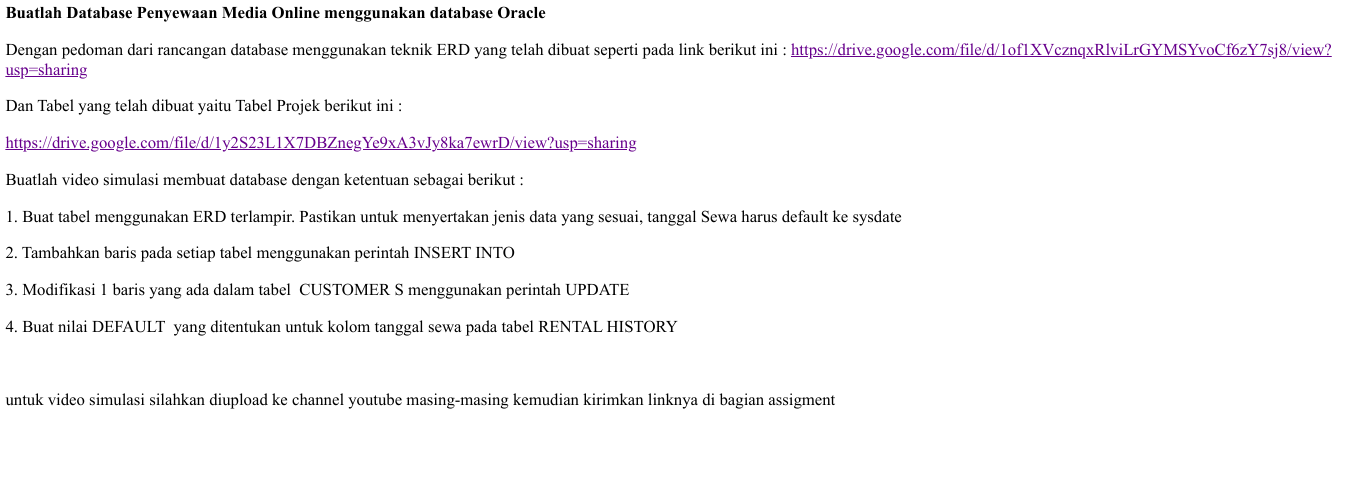 Buatlah Database Penyewaan Media Online menggunakan database Oracle
Dengan pedoman dari rancangan database menggunakan teknik ERD yang telah dibuat seperti pada link berikut ini : https://drive.google.com/file/d/1of1XVcznqxRlviLrGYMSYvoCf6zY7sj8/view?
usp=sharing
Dan Tabel yang telah dibuat yaitu Tabel Projek berikut ini :
https://drive.google.com/file/d/1y2S23L1X7DBZnegYe9xA3vJy8ka7ewrD/view?usp=sharing
Buatlah video simulasi membuat database dengan ketentuan sebagai berikut :
1. Buat tabel menggunakan ERD terlampir. Pastikan untuk menyertakan jenis data yang sesuai, tanggal Sewa harus default ke sysdate
2. Tambahkan baris pada setiap tabel menggunakan perintah INSERT INTO
3. Modifikasi 1 baris yang ada dalam tabel  CUSTOMER S menggunakan perintah UPDATE
4. Buat nilai DEFAULT  yang ditentukan untuk kolom tanggal sewa pada tabel RENTAL HISTORY
untuk video simulasi silahkan diupload ke channel youtube masing-masing kemudian kirimkan linknya di bagian assigment